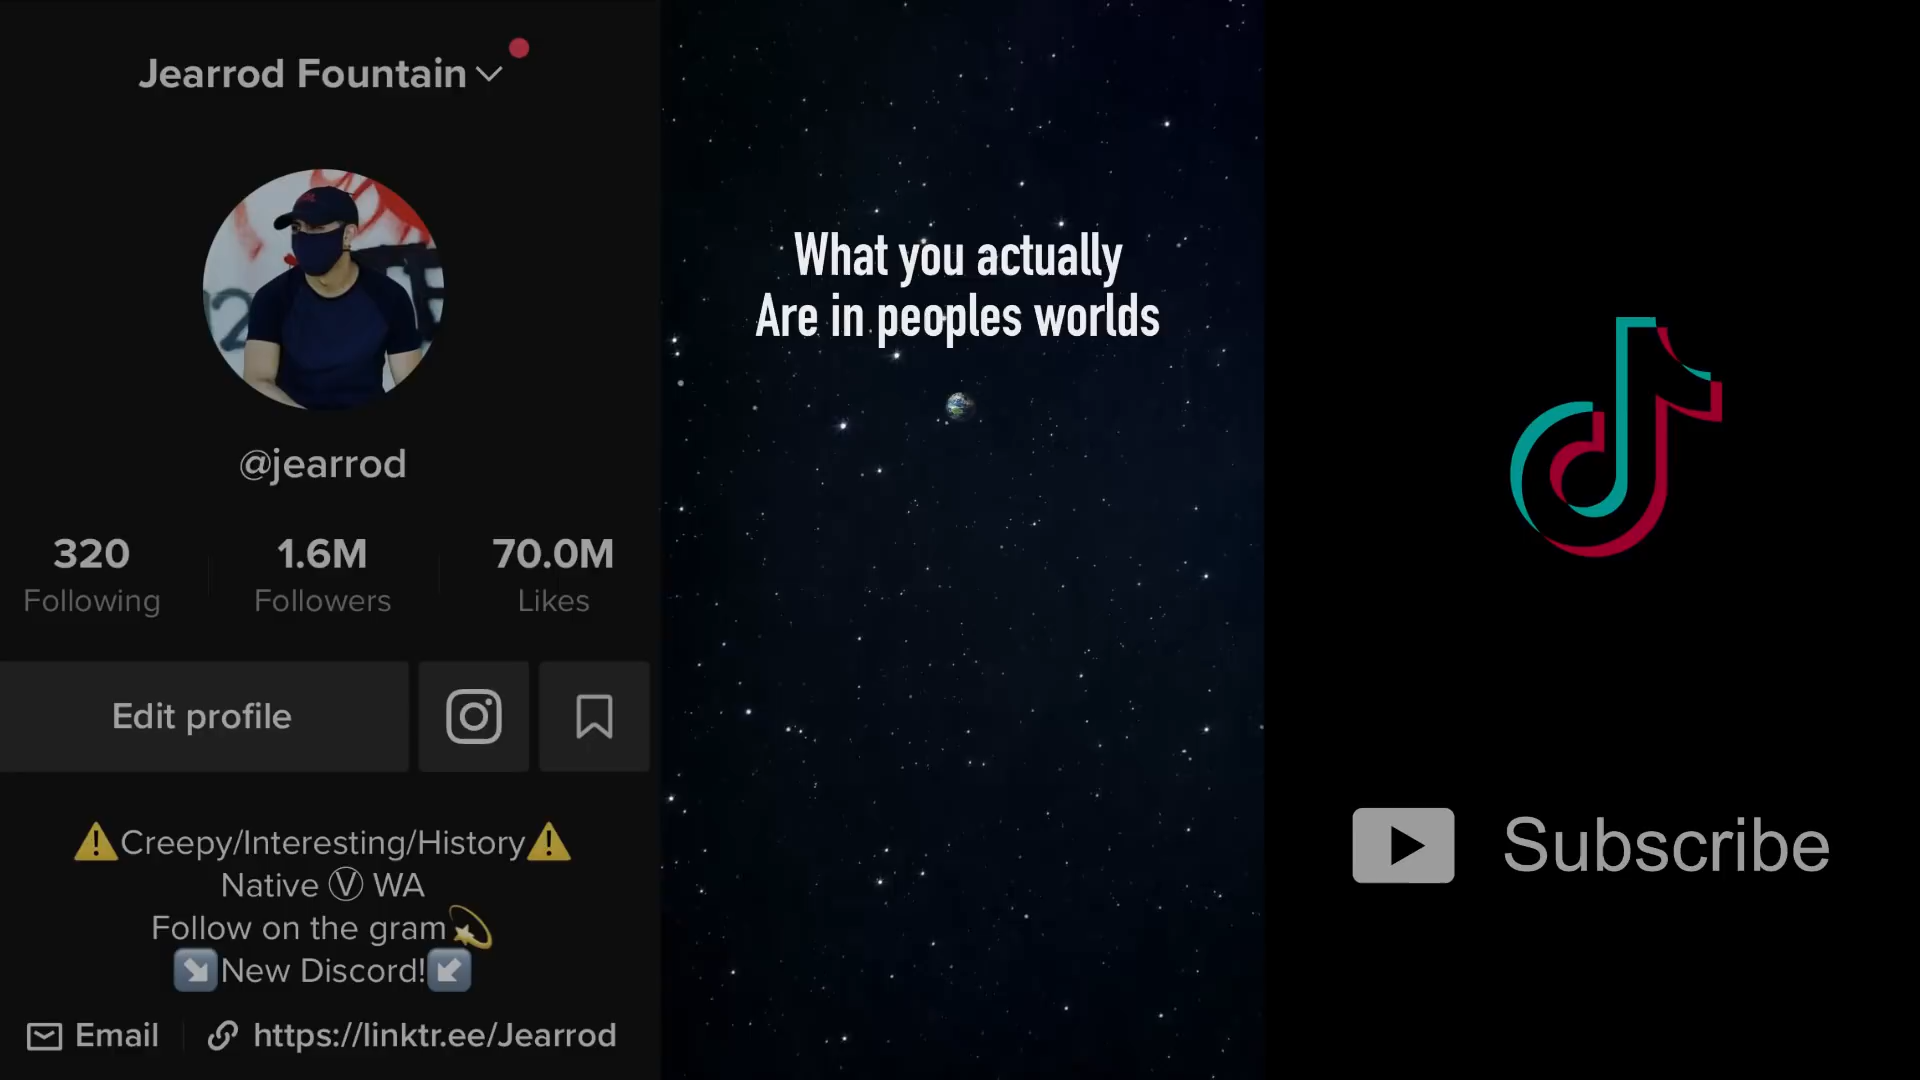 Jearrod Fountain
@jearrod
320 1.6M 70.0M
Following Followers Likes
Edit profile
⚠️Creepy/Interesting/History⚠️
Native Ⓥ WA
Follow on the gram💫
↘️New Discord!↙️
Email https://linktr.ee/Jearrod
What you actually
Are in peoples worlds
Subscribe